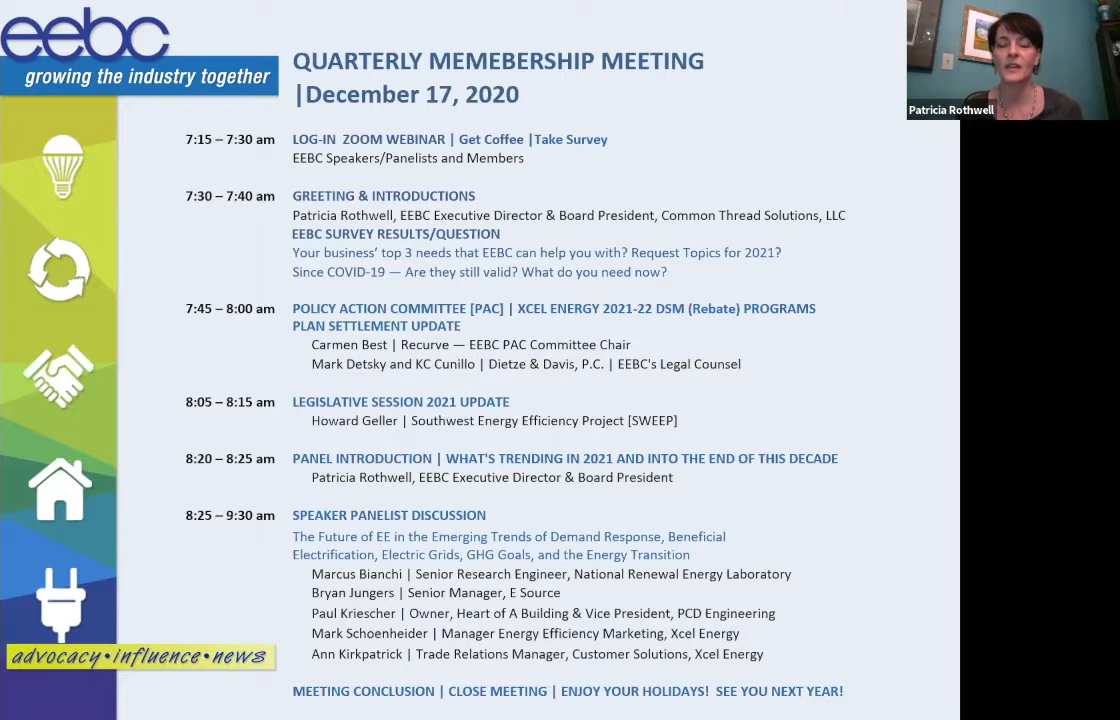 eebc
growing the industry together
QUARTERLY MEMEBERSHIP MEETING
|December 17, 2020
Patricia Rothwell
7:15 – 7:30 am LOG-IN ZOOM WEBINAR | Get Coffee |Take Survey
EEBC Speakers/Panelists and Members
7:30 – 7:40 am GREETING & INTRODUCTIONS
Patricia Rothwell, EEBC Executive Director & Board President, Common Thread Solutions, LLC
EEBC SURVEY RESULTS/QUESTION
Your business’ top 3 needs that EEBC can help you with? Request Topics for 2021?
Since COVID-19 — Are they still valid? What do you need now?
7:45 – 8:00 am POLICY ACTION COMMITTEE [PAC] | XCEL ENERGY 2021-22 DSM (Rebate) PROGRAMS
PLAN SETTLEMENT UPDATE
Carmen Best | Recurve — EEBC PAC Committee Chair
Mark Detsky and KC Cunillo | Dietze & Davis, P.C. | EEBC's Legal Counsel
8:05 – 8:15 am LEGISLATIVE SESSION 2021 UPDATE
Howard Geller | Southwest Energy Efficiency Project [SWEEP]
8:20 – 8:25 am PANEL INTRODUCTION | WHAT'S TRENDING IN 2021 AND INTO THE END OF THIS DECADE
Patricia Rothwell, EEBC Executive Director & Board President
8:25 – 9:30 am SPEAKER PANELIST DISCUSSION
The Future of EE in the Emerging Trends of Demand Response, Beneficial
Electrification, Electric Grids, GHG Goals, and the Energy Transition
Marcus Bianchi | Senior Research Engineer, National Renewal Energy Laboratory
Bryan Jungers | Senior Manager, E Source
Paul Kriescher | Owner, Heart of A Building & Vice President, PCD Engineering
Mark Schoenheider | Manager Energy Efficiency Marketing, Xcel Energy
Ann Kirkpatrick | Trade Relations Manager, Customer Solutions, Xcel Energy
advocacy•influence•news
MEETING CONCLUSION | CLOSE MEETING | ENJOY YOUR HOLIDAYS! SEE YOU NEXT YEAR!